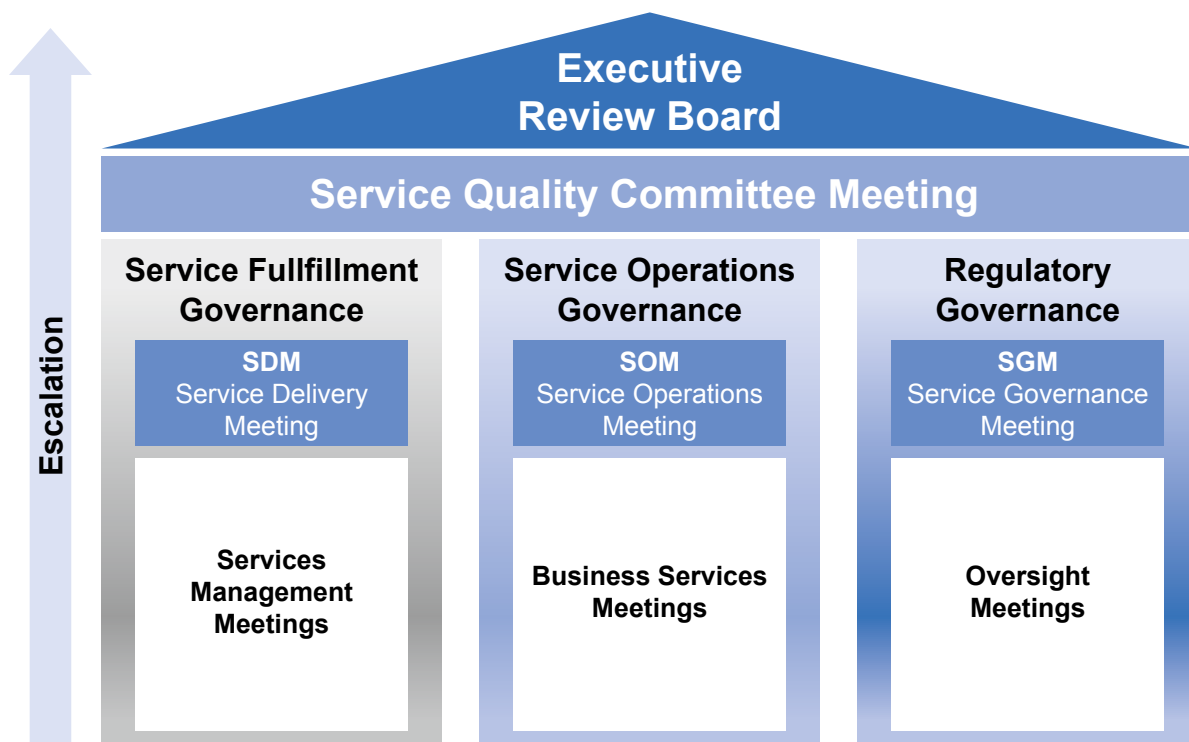 Executive
Review Board
Service Quality Committee Meeting
Service Fullfillment
Governance
SDM
Service Delivery
Meeting
Services
Management
Meetings
Service Operations
Governance
SOM
Service Operations
Meeting
Business Services
Meetings
Regulatory
Governance
SGM
Service Governance
Meeting
Oversight
Meetings
Escalation